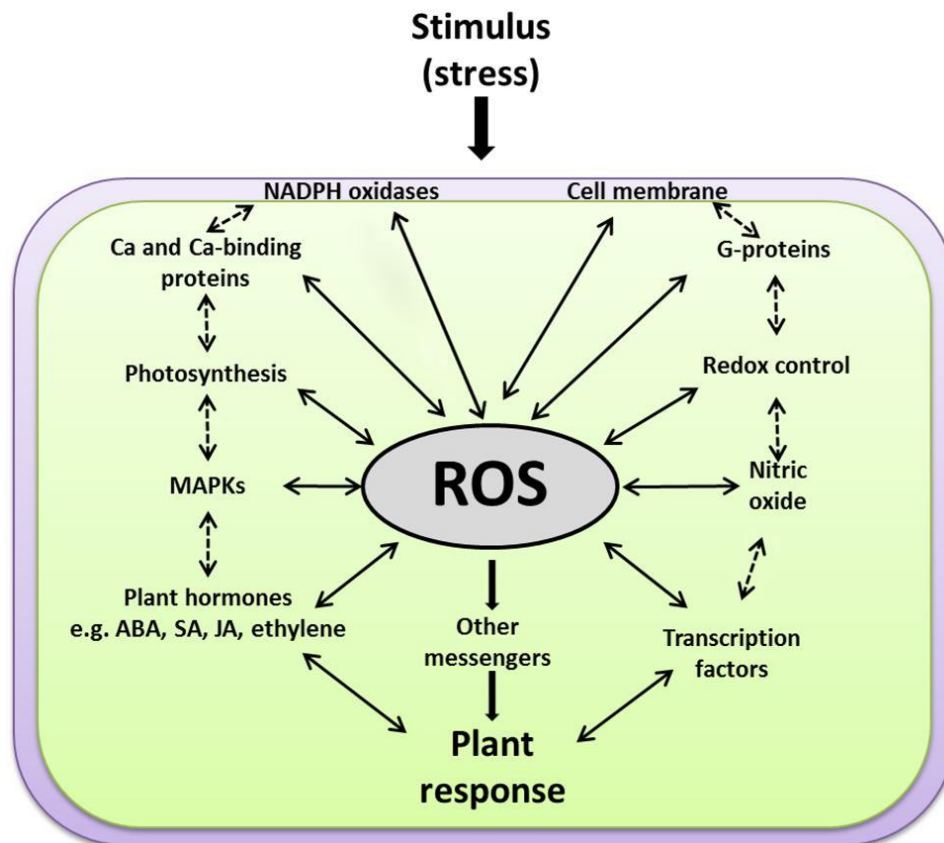 Stimulus
(stress)
NADPH oxidases
Cell membrane
Ca and Ca-binding
proteins
G-proteins
Photosynthesis
Redox control
MAPKs
ROS
Nitric
oxide
Plant hormones
e.g. ABA, SA, JA, ethylene
Other
messengers
Transcription
factors
Plant
response